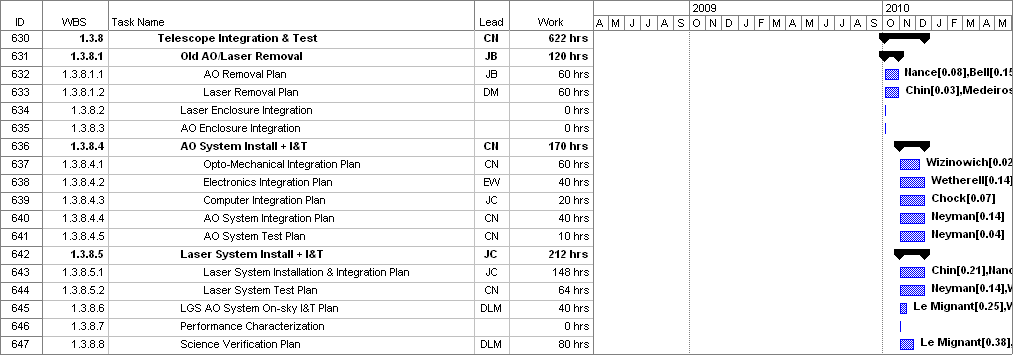 2009 2010
ID WBS Task Name Lead Work A M J J A S O N D J F M A M J J A S O N D J F M A M
630 1.3.8 Telescope Integration & Test CN 622 hrs
631 1.3.8.1 Old AO/Laser Removal JB 120 hrs
632 1.3.8.1.1 AO Removal Plan JB 60 hrs Nance[0.08],Bell[0.15
633 1.3.8.1.2 Laser Removal Plan DM 60 hrs Chin[0.03],Medeiros
634 1.3.8.2 Laser Enclosure Integration 0 hrs
635 1.3.8.3 AO Enclosure Integration 0 hrs
636 1.3.8.4 AO System Install + I&T CN 170 hrs
637 1.3.8.4.1 Opto-Mechanical Integration Plan CN 60 hrs Wizinowich[0.02
638 1.3.8.4.2 Electronics Integration Plan EW 40 hrs Wetherell[0.14]
639 1.3.8.4.3 Computer Integration Plan JC 20 hrs Chock[0.07]
640 1.3.8.4.4 AO System Integration Plan CN 40 hrs Neyman[0.14]
641 1.3.8.4.5 AO System Test Plan CN 10 hrs Neyman[0.04]
642 1.3.8.5 Laser System Install + I&T JC 212 hrs
643 1.3.8.5.1 Laser System Installation & Integration Plan JC 148 hrs Chin[0.21],Nanc
644 1.3.8.5.2 Laser System Test Plan CN 64 hrs Neyman[0.14],W
645 1.3.8.6 LGS AO System On-sky I&T Plan DLM 40 hrs Le Mignant[0.25],W
646 1.3.8.7 Performance Characterization 0 hrs
647 1.3.8.8 Science Verification Plan DLM 80 hrs Le Mignant[0.38],